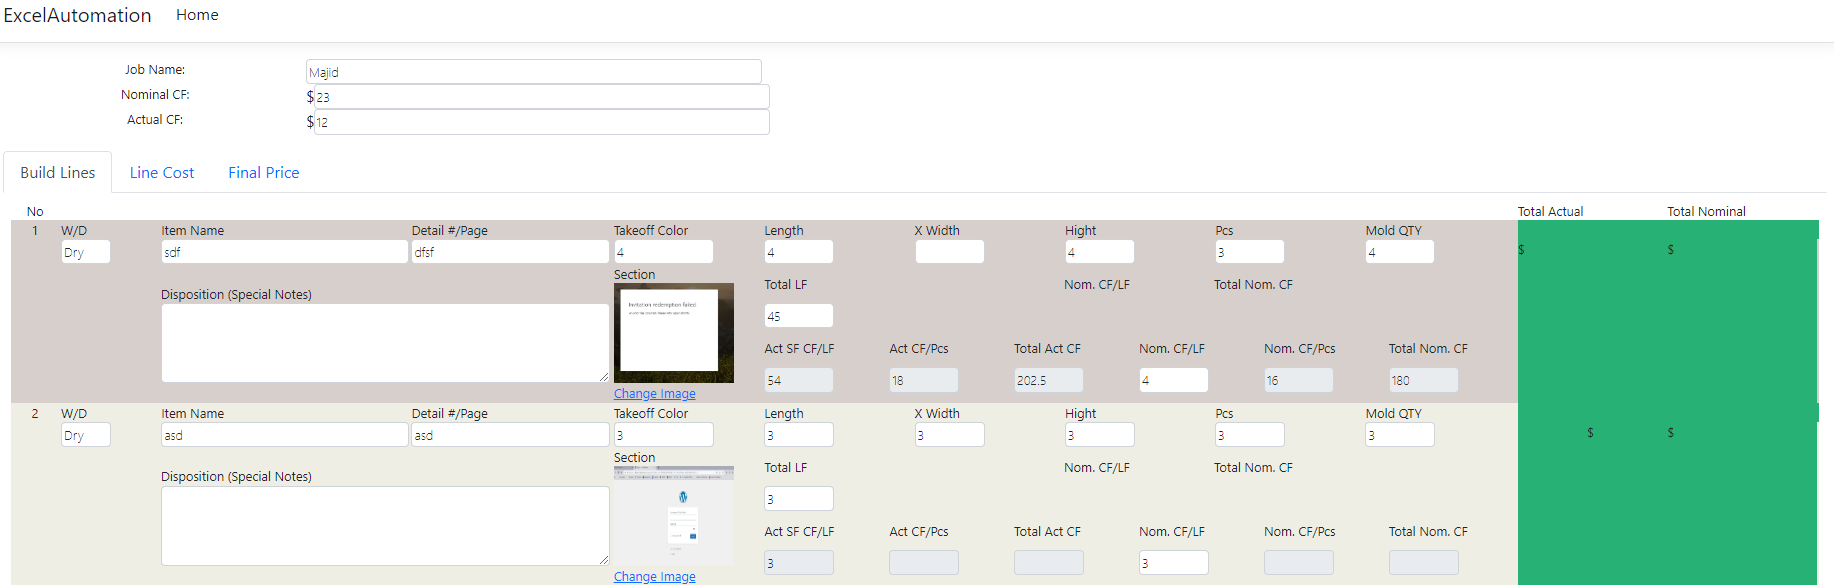 ExcelAutomation Home
Job Name: Majid
Nominal CF: $ 23
Actual CF: $ 12
Build Lines Line Cost Final Price
No Total Actual Total Nominal
1 W/D Item Name Detail #/Page Takeoff Color Length X Width Hight Pcs Mold QTY
Dry sdf dfsf 4 4 4 3 4 $ $
Section
Disposition (Special Notes) Total LF Nom. CF/LF Total Nom. CF
Invitation redemption failed
45
Act SF CF/LF Act CF/Pcs Total Act CF Nom. CF/LF Nom. CF/Pcs Total Nom. CF
54 18 202.5 4 16 180
Change Image
2 W/D Item Name Detail #/Page Takeoff Color Length X Width Hight Pcs Mold QTY
Dry asd asd 3 3 3 3 3 3 $ $
Section
Disposition (Special Notes) Total LF Nom. CF/LF Total Nom. CF
3
Act SF CF/LF Act CF/Pcs Total Act CF Nom. CF/LF Nom. CF/Pcs Total Nom. CF
3 3
Change Image